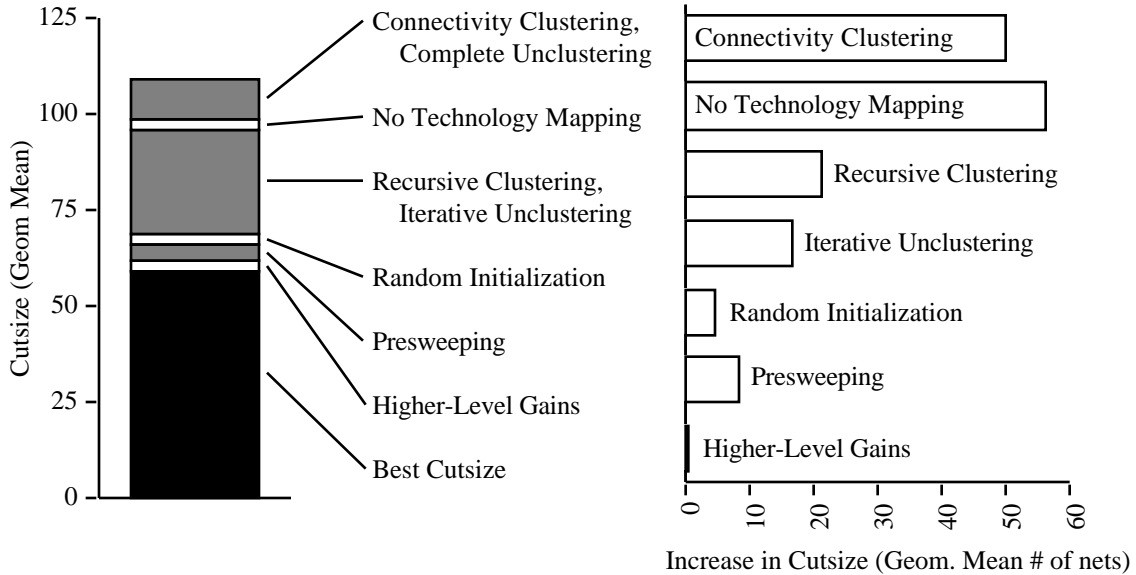 125
100
75
50
25
0
Cutsize (Geom Mean)
Connectivity Clustering,
Complete Unclustering
No Technology Mapping
Recursive Clustering,
Iterative Unclustering
Random Initialization
Presweeping
Higher-Level Gains
Best Cutsize
Connectivity Clustering
No Technology Mapping
Recursive Clustering
Iterative Unclustering
Random Initialization
Presweeping
Higher-Level Gains
0
10
20
30
40
50
60
Increase in Cutsize (Geom. Mean # of nets)